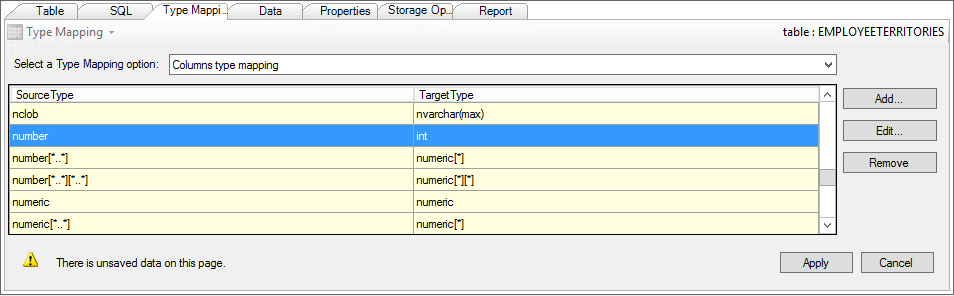 Table SQL Type Mappi... Data Properties Storage Op... Report
Type Mapping table : EMPLOYEETERRITORIES
Select a Type Mapping option: Columns type mapping
SourceType TargetType
nclob nvarchar(max)
number int
number[*..*] numeric[*]
number[*..*][*..*] numeric[*][*]
numeric numeric
numeric[*..*] numeric[*]
Add...
Edit...
Remove
There is unsaved data on this page.
Apply Cancel